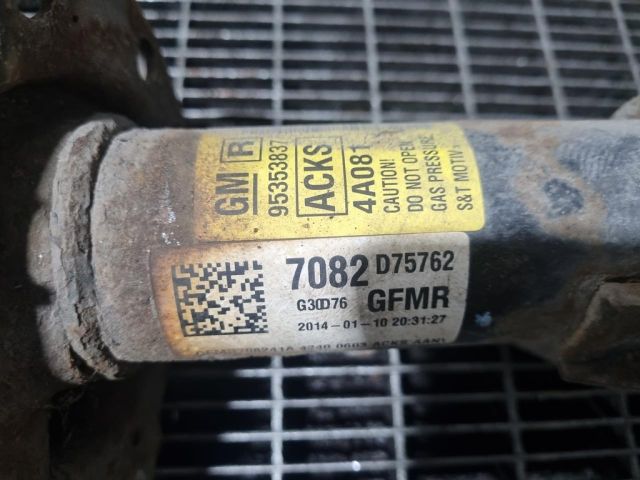 GM R
95353837
ACKS
4A081
CAUTION!
DO NOT OPEN
GAS PRESSURE
S&T MOTIV
7082 D75762
G30D76 GFMR
2014-01-10 20:31:27